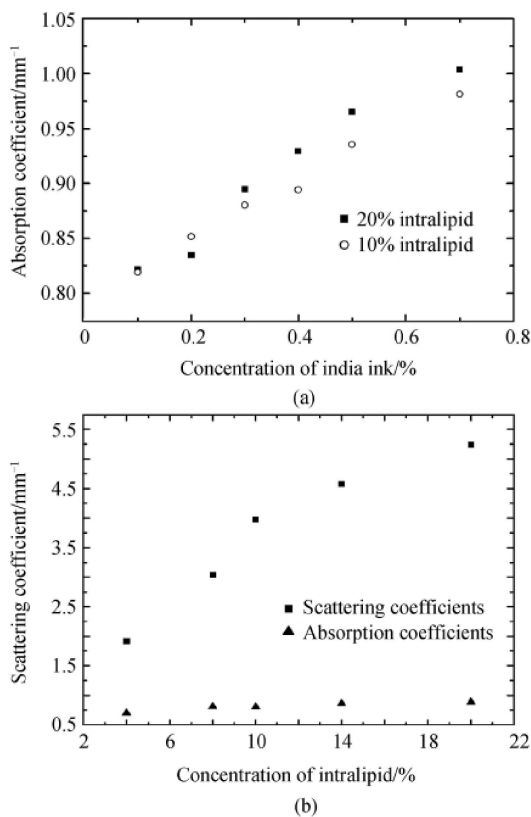 1.05
1.00
0.95
0.90
0.85
0.80
Absorption coefficient/mm⁻¹
■ 20% intralipid
○ 10% intralipid
0 0.2 0.4 0.6 0.8
Concentration of india ink/%
(a)
5.5
4.5
3.5
2.5
1.5
0.5
Scattering coefficient/mm⁻¹
■ Scattering coefficients
▲ Absorption coefficients
2 6 10 14 18 22
Concentration of intralipid/%
(b)